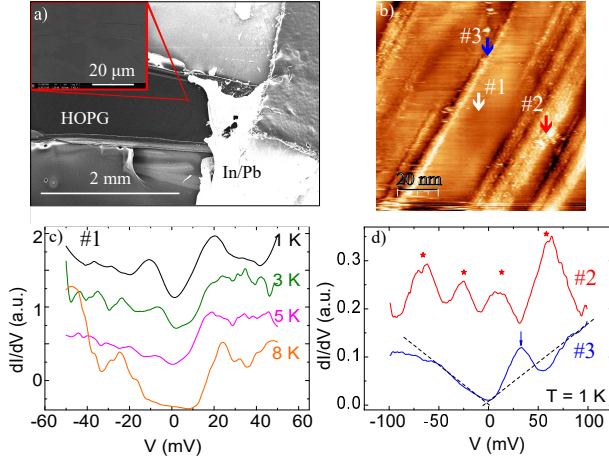 a)
20 μm
HOPG
In/Pb
2 mm
b)
#3
#1
#2
20 nm
c)
#1
1 K
3 K
5 K
8 K
2
1
0
dI/dV (a.u.)
-60 -40 -20 0 20 40 60
V (mV)
d)
#2
#3
T = 1 K
0.3
0.2
0.1
0.0
dI/dV (a.u.)
-100 -50 0 50 100
V (mV)